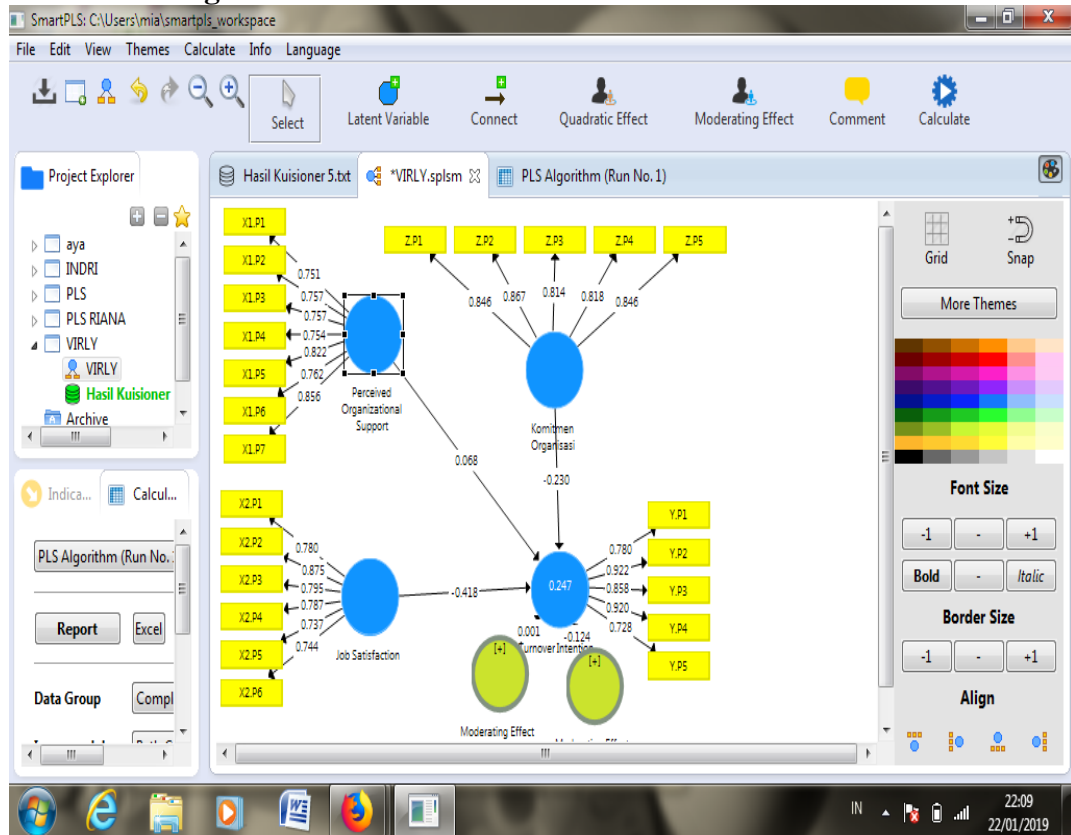 SmartPLS: C:\Users\mia\smartpls_workspace
File Edit View Themes Calculate Info Language
Select
Latent Variable
Connect
Quadratic Effect
Moderating Effect
Comment
Calculate
Project Explorer
aya
INDRI
PLS
PLS RIANA
VIRLY
VIRLY
Hasil Kuisioner
Archive
Indica...
Calcul...
PLS Algorithm (Run No.
Report
Excel
Data Group
Compl
Hasil Kuisioner 5.txt
*VIRLY.splsm
PLS Algorithm (Run No. 1)
X1.P1
X1.P2
X1.P3
X1.P4
X1.P5
X1.P6
X1.P7
0.751
0.757
0.757
0.754
0.822
0.762
0.856
Perceived
Organizational
Support
Z.P1
Z.P2
Z.P3
Z.P4
Z.P5
0.846
0.867
0.814
0.818
0.846
Komitmen
Organisasi
0.068
-0.230
X2.P1
X2.P2
X2.P3
X2.P4
X2.P5
X2.P6
0.780
0.875
0.795
0.787
0.737
0.744
Job Satisfaction
-0.418
0.247
Y.P1
Y.P2
Y.P3
Y.P4
Y.P5
0.780
0.922
0.858
0.920
0.728
0.001
-0.124
Turnover Intention
[+]
[+]
Moderating Effect
Grid
Snap
More Themes
Font Size
-1
-
+1
Bold
-
Italic
Border Size
-1
-
+1
Align
IN
22:09
22/01/2019